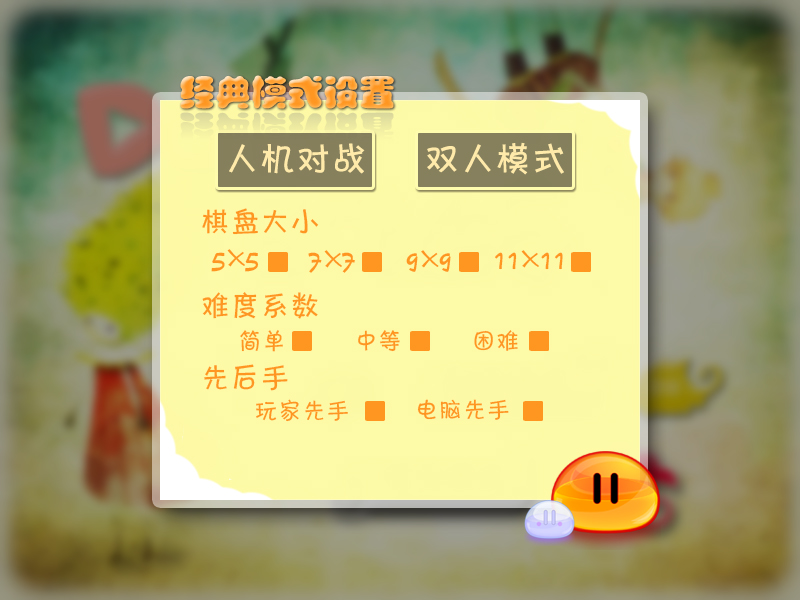 经典模式设置
人机对战 双人模式
棋盘大小
5×5 7×7 9×9 11×11
难度系数
简单 中等 困难
先后手
玩家先手 电脑先手